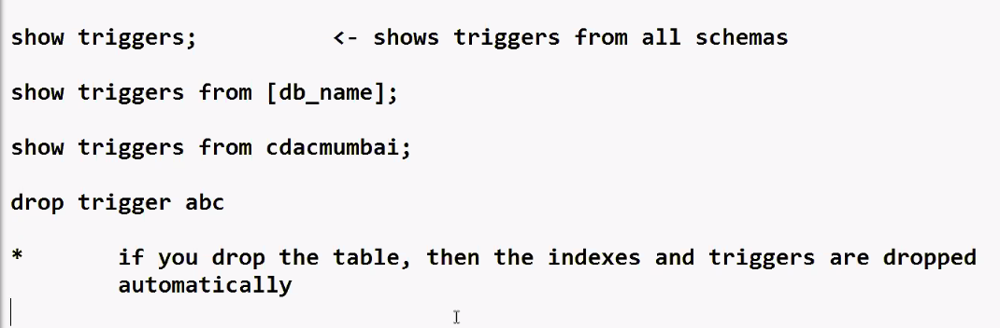 show triggers; <- shows triggers from all schemas
show triggers from [db_name];
show triggers from cdacmumbai;
drop trigger abc
* if you drop the table, then the indexes and triggers are dropped
automatically